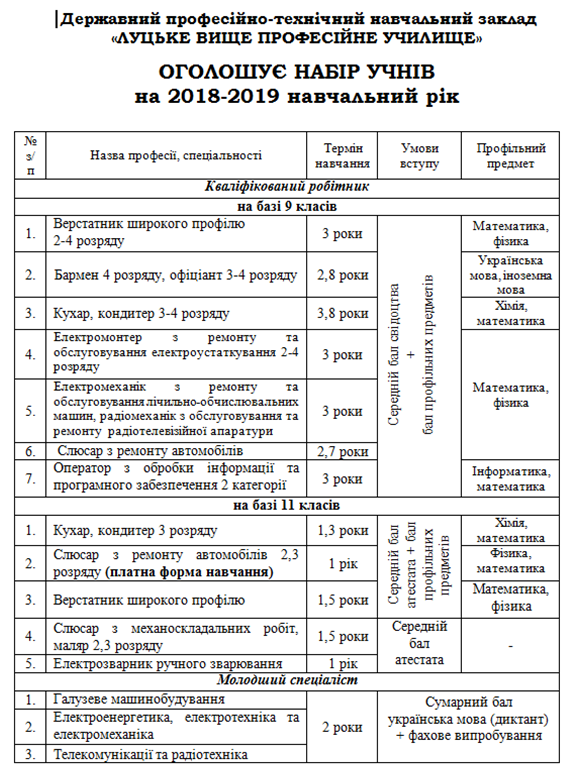 Державний професійно-технічний навчальний заклад
«ЛУЦЬКЕ ВИЩЕ ПРОФЕСІЙНЕ УЧИЛИЩЕ»
ОГОЛОШУЄ НАБІР УЧНІВ
на 2018-2019 навчальний рік
№ з/п Назва професії, спеціальності Термін навчання Умови вступу Профільний предмет
Кваліфікований робітник
на базі 9 класів
1. Верстатник широкого профілю 2-4 розряду 3 роки Математика, фізика
2. Бармен 4 розряду, офіціант 3-4 розряду 2,8 роки Українська мова, іноземна мова
3. Кухар, кондитер 3-4 розряду 3,8 роки Хімія, математика
4. Електромонтер з ремонту та обслуговування електроустаткування 2-4 розряду 3 роки
5. Електромеханік з ремонту та обслуговування лічильно-обчислювальних машин, радіомеханік з обслуговування та ремонту радіотелевізійної апаратури 3 роки
Математика, фізика
6. Слюсар з ремонту автомобілів 2,7 роки
7. Оператор з обробки інформації та програмного забезпечення 2 категорії 3 роки Інформатика, математика
Середній бал свідоцтва
+
бал профільних предметів
на базі 11 класів
1. Кухар, кондитер 3 розряду 1,3 роки Хімія, математика
2. Слюсар з ремонту автомобілів 2,3 розряду (платна форма навчання) 1 рік Фізика, математика
3. Верстатник широкого профілю 1,5 роки Математика, фізика
Середній бал атестата + бал профільних предметів
4. Слюсар з механоскладальних робіт, маляр 2,3 розряду 1,5 роки Середній бал атестата -
5. Електрозварник ручного зварювання 1 рік
Молодший спеціаліст
1. Галузеве машинобудування
2. Електроенергетика, електротехніка та електромеханіка 2 роки
3. Телекомунікації та радіотехніка
Сумарний бал
українська мова (диктант)
+ фахове випробування